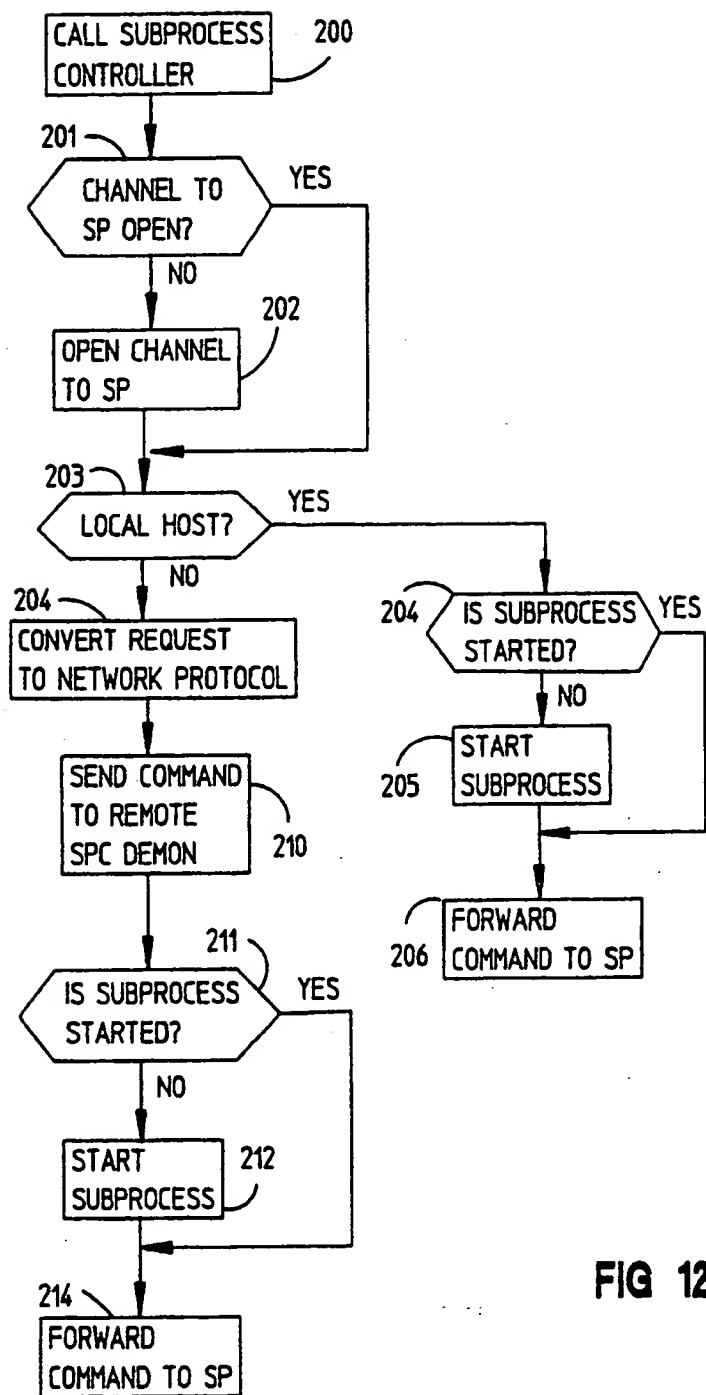 CALL SUBPROCESS
CONTROLLER
200
201
CHANNEL TO
SP OPEN?
YES
NO
202
OPEN CHANNEL
TO SP
203
LOCAL HOST?
YES
NO
204
CONVERT REQUEST
TO NETWORK PROTOCOL
204
IS SUBPROCESS
STARTED?
YES
NO
START
SUBPROCESS
205
SEND COMMAND
TO REMOTE
SPC DEMON
210
FORWARD
COMMAND TO SP
206
211
IS SUBPROCESS
STARTED?
YES
NO
START
SUBPROCESS
212
214
FORWARD
COMMAND TO SP
FIG 12